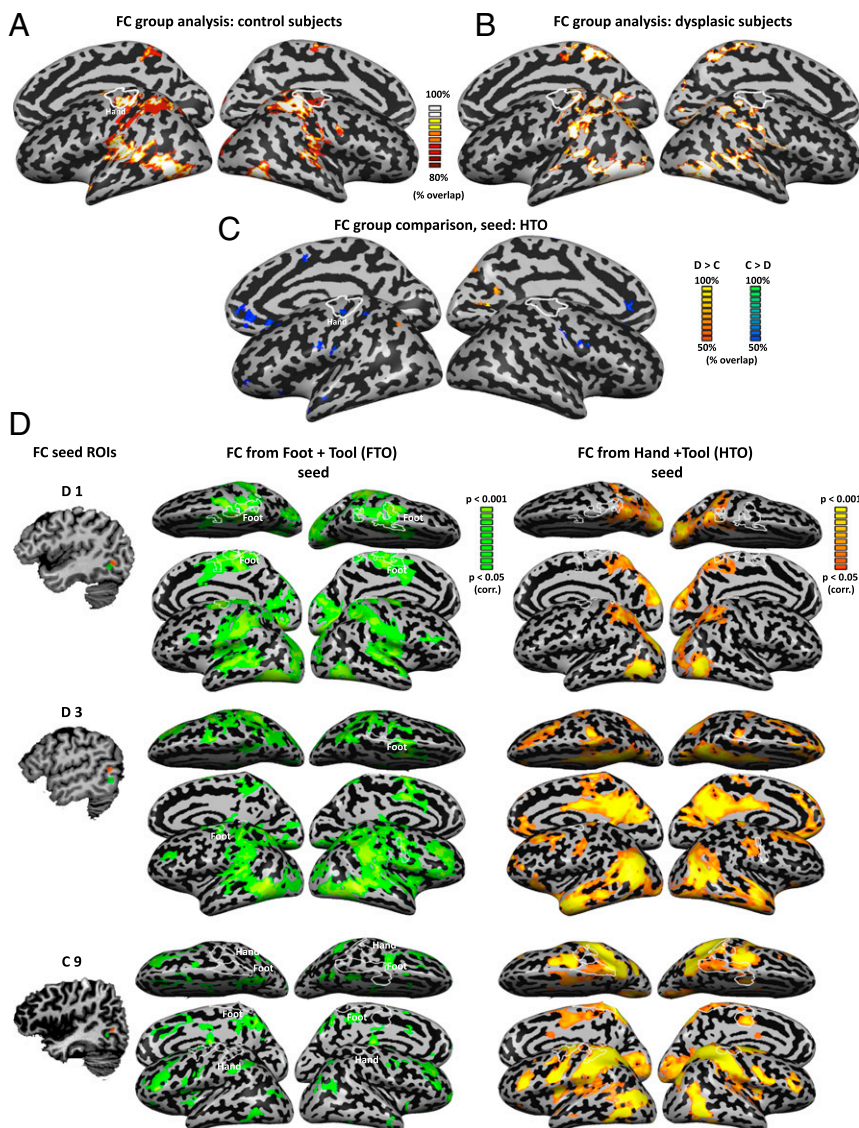 A
FC group analysis: control subjects
B
FC group analysis: dysplasic subjects
Hand
100%
80%
(% overlap)
C
FC group comparison, seed: HTO
Hand
D > C
C > D
100%
100%
50%
50%
(% overlap)
D
FC seed ROIs
FC from Foot + Tool (FTO)
seed
FC from Hand +Tool (HTO)
seed
D 1
Foot
Foot
Foot
p < 0.001
p < 0.05
(corr.)
p < 0.001
p < 0.05
(corr.)
D 3
Foot
Foot
C 9
Hand
Foot
Hand
Foot
Foot
Foot
Hand
Hand